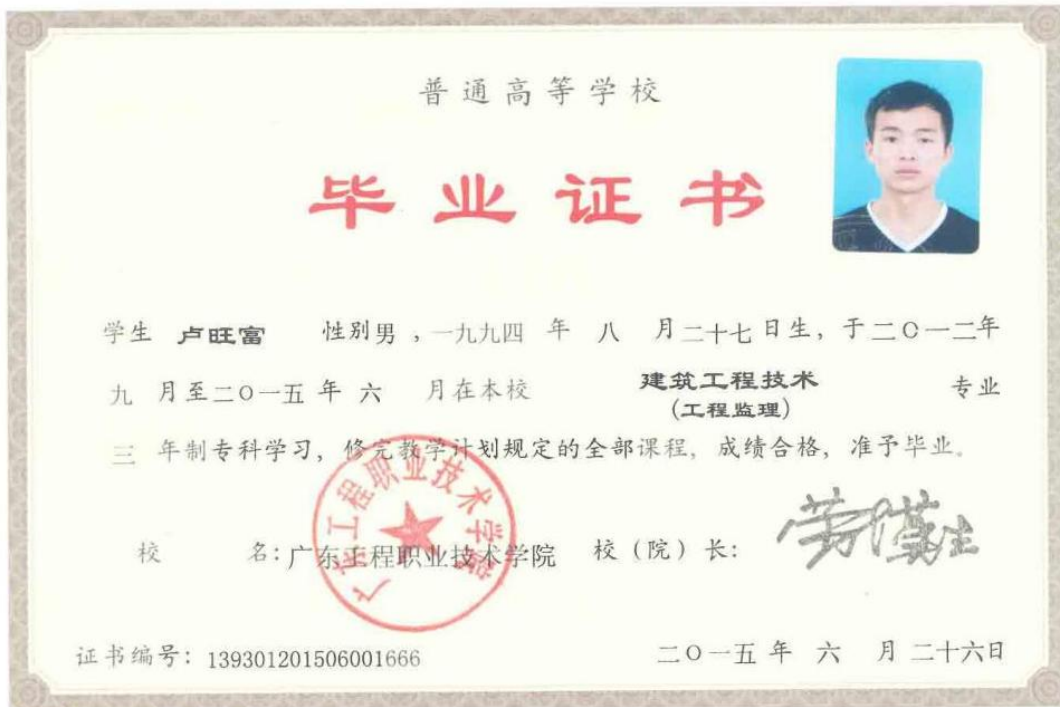 普通高等学校
毕业证书
学生 卢旺富 性别男，一九九四 年 八 月二十七日生，于二〇一二年
九 月至二〇一五 年 六 月在本校 建筑工程技术 专业
(工程监理)
三 年制专科学习，修完教学计划规定的全部课程，成绩合格，准予毕业。
广东工程职业技术学院
校 名：广东工程职业技术学院 校（院）长：
证书编号：139301201506001666 二〇一五 年 六 月 二十六日